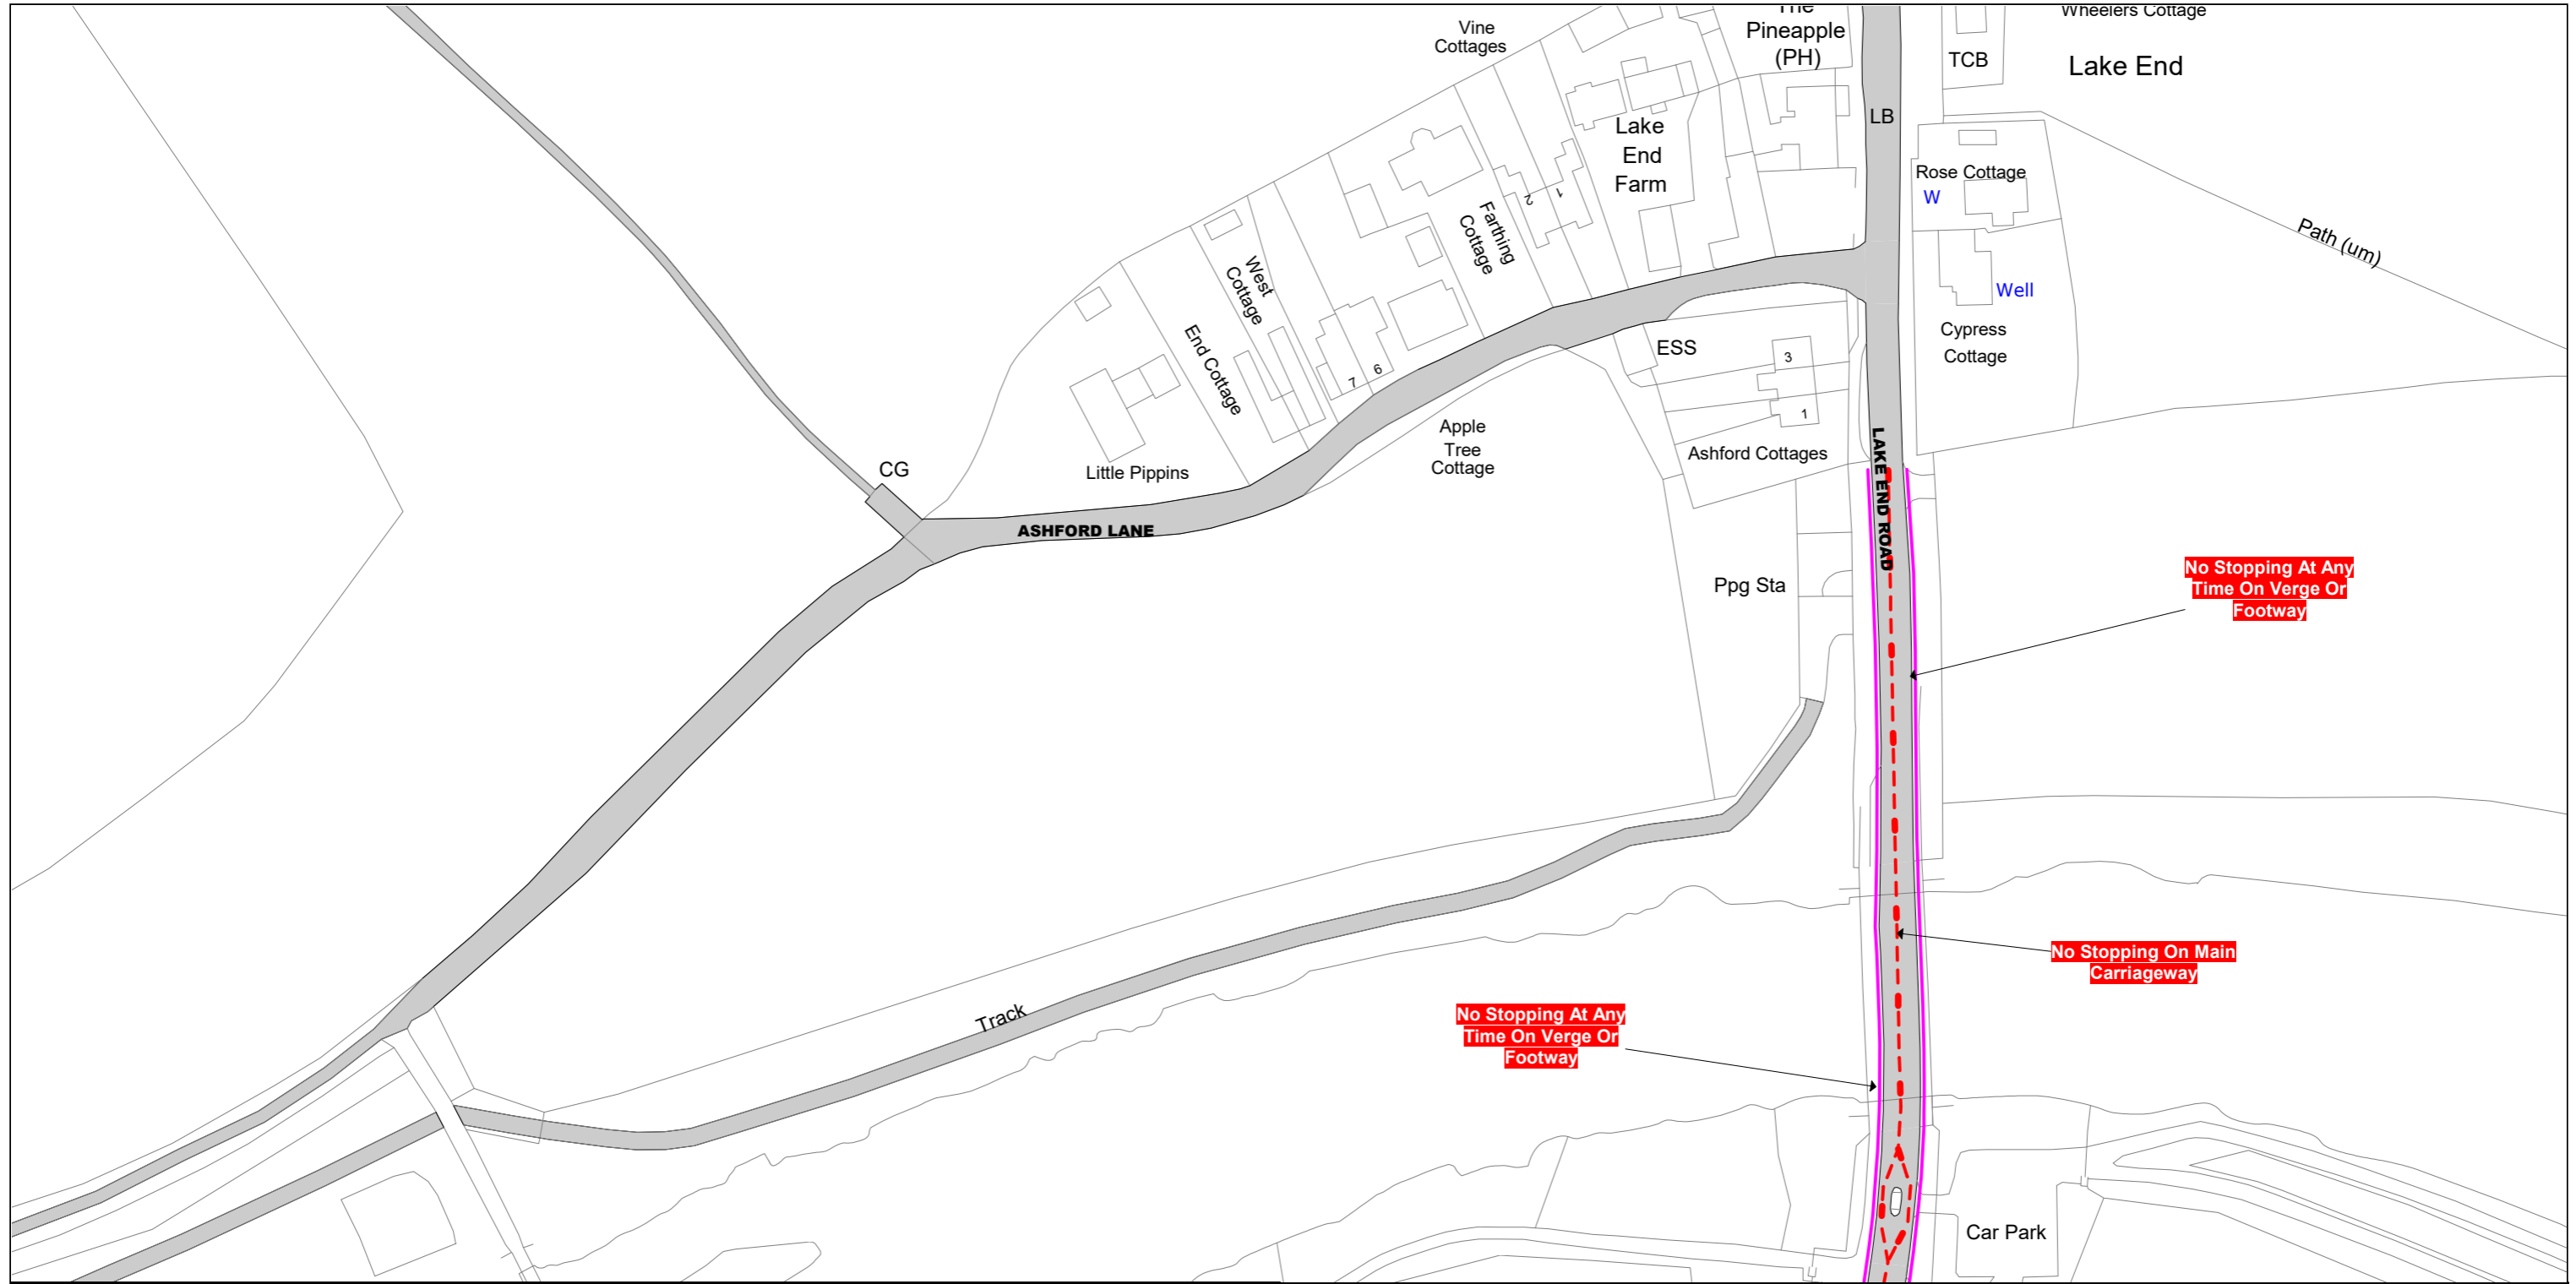 The
Pineapple
(PH)
Wheelers Cottage
TCB
Lake End
Vine
Cottages
Lake
End
Farm
LB
Rose Cottage
W
Path (um)
Well
Cypress
Cottage
2
1
Farthing
Cottage
West
Cottage
End Cottage
7
6
ESS
3
1
Ashford Cottages
Apple
Tree
Cottage
Little Pippins
CG
ASHFORD LANE
LAKE END ROAD
Ppg Sta
No Stopping At Any
Time On Verge Or
Footway
No Stopping On Main
Carriageway
No Stopping At Any
Time On Verge Or
Footway
Track
Car Park